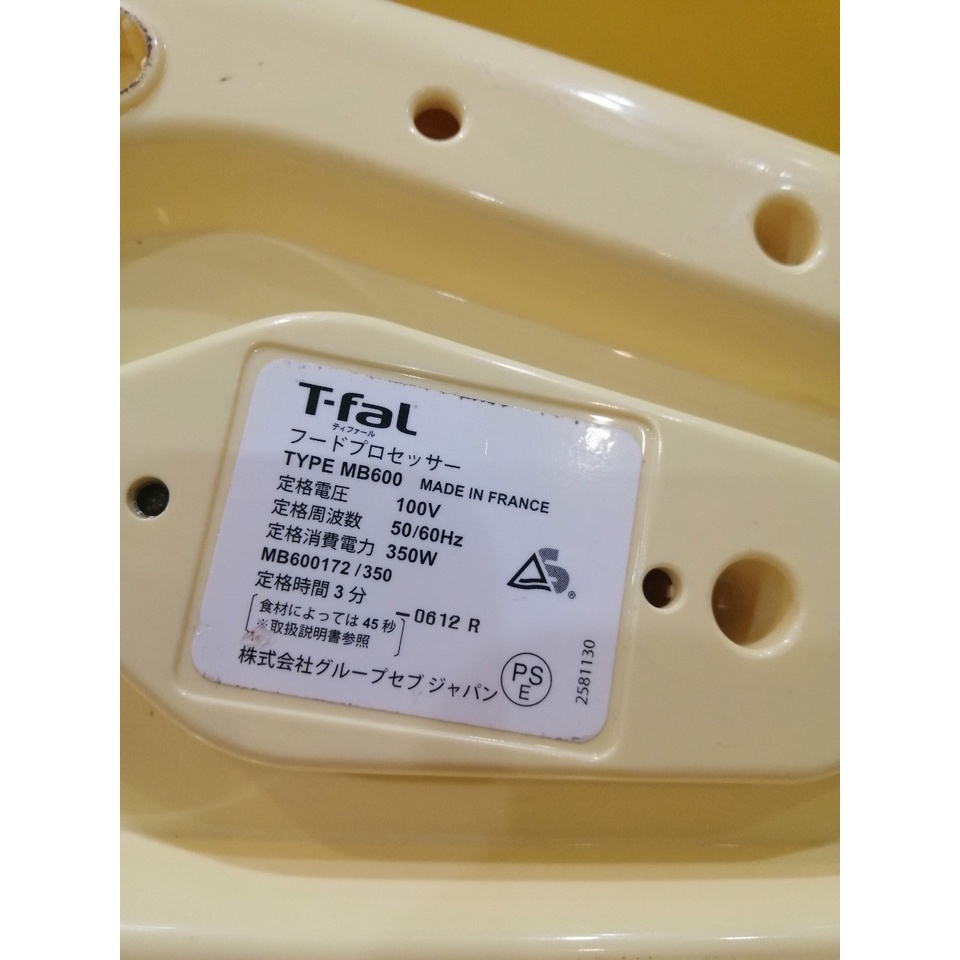 T-faL
ティファール
フードプロセッサー
TYPE MB600 MADE IN FRANCE
定格電圧 100V
定格周波数 50/60Hz
定格消費電力 350W
MB600172 /350
定格時間 3 分
食材によっては 45 秒
※取扱説明書参照
–0612 R
株式会社グループセブ ジャパン
PS
E
2581130
S
®